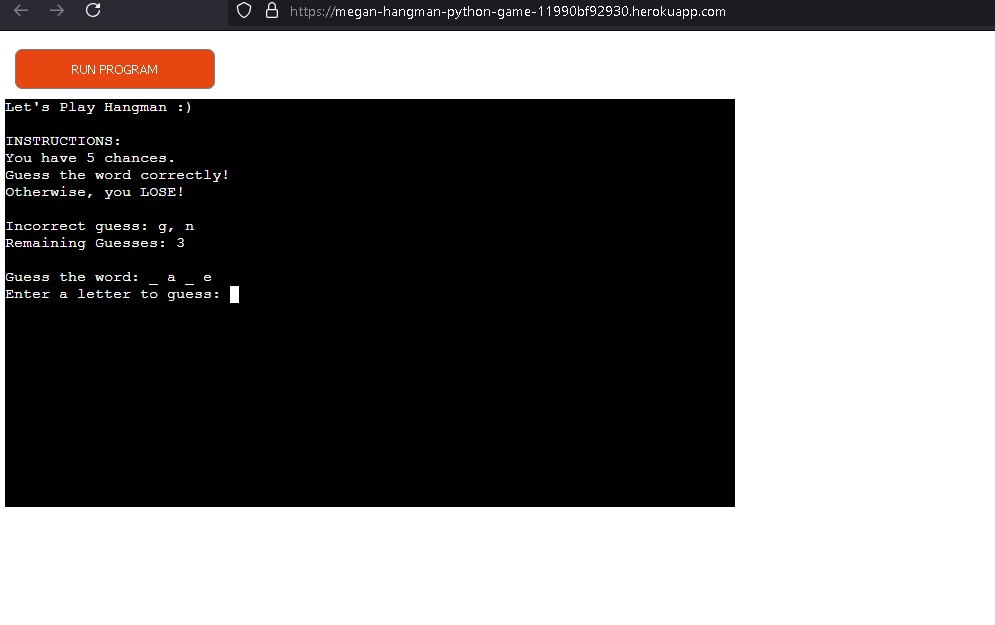 https://megan-hangman-python-game-11990bf92930.herokuapp.com
RUN PROGRAM
Let's Play Hangman :)
INSTRUCTIONS:
You have 5 chances.
Guess the word correctly!
Otherwise, you LOSE!
Incorrect guess: g, n
Remaining Guesses: 3
Guess the word: _ a _ e
Enter a letter to guess: